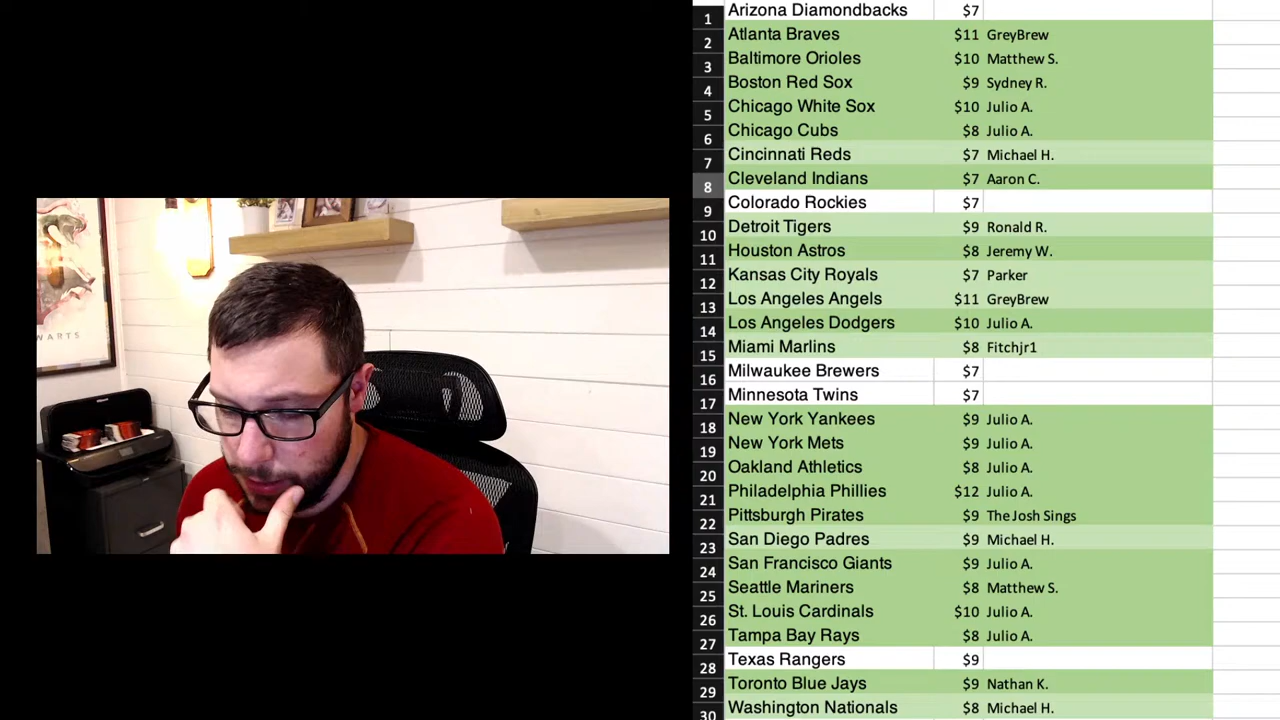 WARTS
1 Arizona Diamondbacks $7
2 Atlanta Braves $11 GreyBrew
3 Baltimore Orioles $10 Matthew S.
4 Boston Red Sox $9 Sydney R.
5 Chicago White Sox $10 Julio A.
6 Chicago Cubs $8 Julio A.
7 Cincinnati Reds $7 Michael H.
8 Cleveland Indians $7 Aaron C.
9 Colorado Rockies $7
10 Detroit Tigers $9 Ronald R.
11 Houston Astros $8 Jeremy W.
12 Kansas City Royals $7 Parker
13 Los Angeles Angels $11 GreyBrew
14 Los Angeles Dodgers $10 Julio A.
15 Miami Marlins $8 Fitchjr1
16 Milwaukee Brewers $7
17 Minnesota Twins $7
18 New York Yankees $9 Julio A.
19 New York Mets $9 Julio A.
20 Oakland Athletics $8 Julio A.
21 Philadelphia Phillies $12 Julio A.
22 Pittsburgh Pirates $9 The Josh Sings
23 San Diego Padres $9 Michael H.
24 San Francisco Giants $9 Julio A.
25 Seattle Mariners $8 Matthew S.
26 St. Louis Cardinals $10 Julio A.
27 Tampa Bay Rays $8 Julio A.
28 Texas Rangers $9
29 Toronto Blue Jays $9 Nathan K.
30 Washington Nationals $8 Michael H.